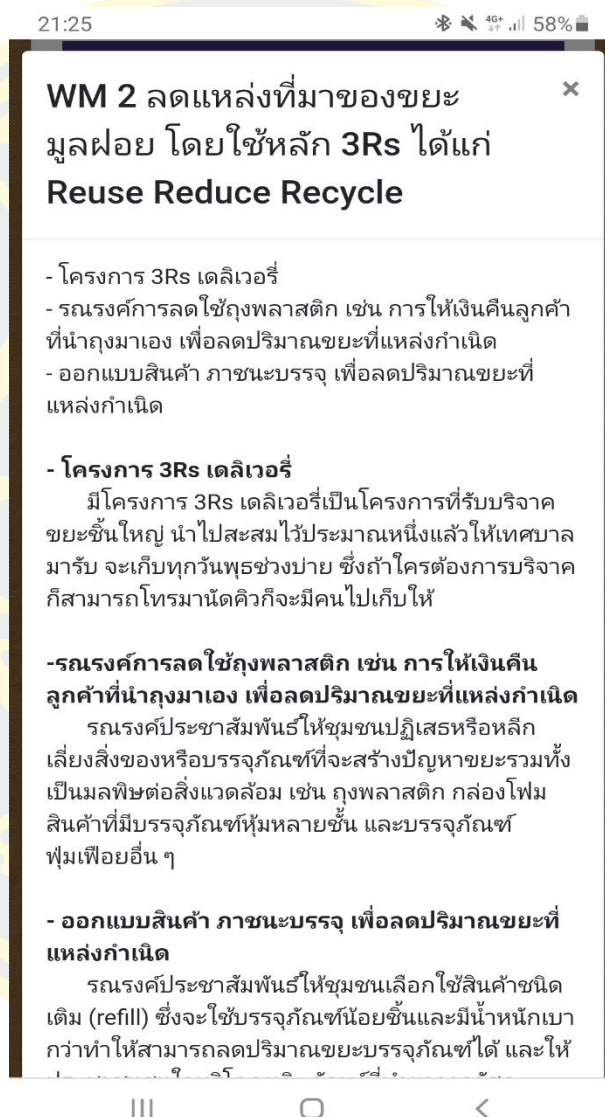 21:25
4G+ 58%
WM 2 ลดแหล่งที่มาของขยะ
มูลฝอย โดยใช้หลัก 3Rs ได้แก่
Reuse Reduce Recycle
×
- โครงการ 3Rs เดลิเวอรี่
- รณรงค์การลดใช้ถุงพลาสติก เช่น การให้เงินคืนลูกค้า
ที่นำถุงมาเอง เพื่อลดปริมาณขยะที่แหล่งกำเนิด
- ออกแบบสินค้า ภาชนะบรรจุ เพื่อลดปริมาณขยะที่
แหล่งกำเนิด
- โครงการ 3Rs เดลิเวอรี่
มีโครงการ 3Rs เดลิเวอรี่เป็นโครงการที่รับบริจาค
ขยะชิ้นใหญ่ นำไปสะสมไว้ประมาณหนึ่งแล้วให้เทศบาล
มารับ จะเก็บทุกวันพุธช่วงบ่าย ซึ่งถ้าใครต้องการบริจาค
ก็สามารถโทรมานัดคิวก็จะมีคนไปเก็บให้
-รณรงค์การลดใช้ถุงพลาสติก เช่น การให้เงินคืน
ลูกค้าที่นำถุงมาเอง เพื่อลดปริมาณขยะที่แหล่งกำเนิด
รณรงค์ประชาสัมพันธ์ให้ชุมชนปฏิเสธหรือหลีก
เลี่ยงสิ่งของหรือบรรจุภัณฑ์ที่จะสร้างปัญหาขยะรวมทั้ง
เป็นมลพิษต่อสิ่งแวดล้อม เช่น ถุงพลาสติก กล่องโฟม
สินค้าที่มีบรรจุภัณฑ์หุ้มหลายชั้น และบรรจุภัณฑ์
ฟุ่มเฟือยอื่น ๆ
- ออกแบบสินค้า ภาชนะบรรจุ เพื่อลดปริมาณขยะที่
แหล่งกำเนิด
รณรงค์ประชาสัมพันธ์ให้ชุมชนเลือกใช้สินค้าชนิด
เติม (refill) ซึ่งจะใช้บรรจุภัณฑ์น้อยชิ้นและมีน้ำหนักเบา
กว่าทำให้สามารถลดปริมาณขยะบรรจุภัณฑ์ได้ และให้